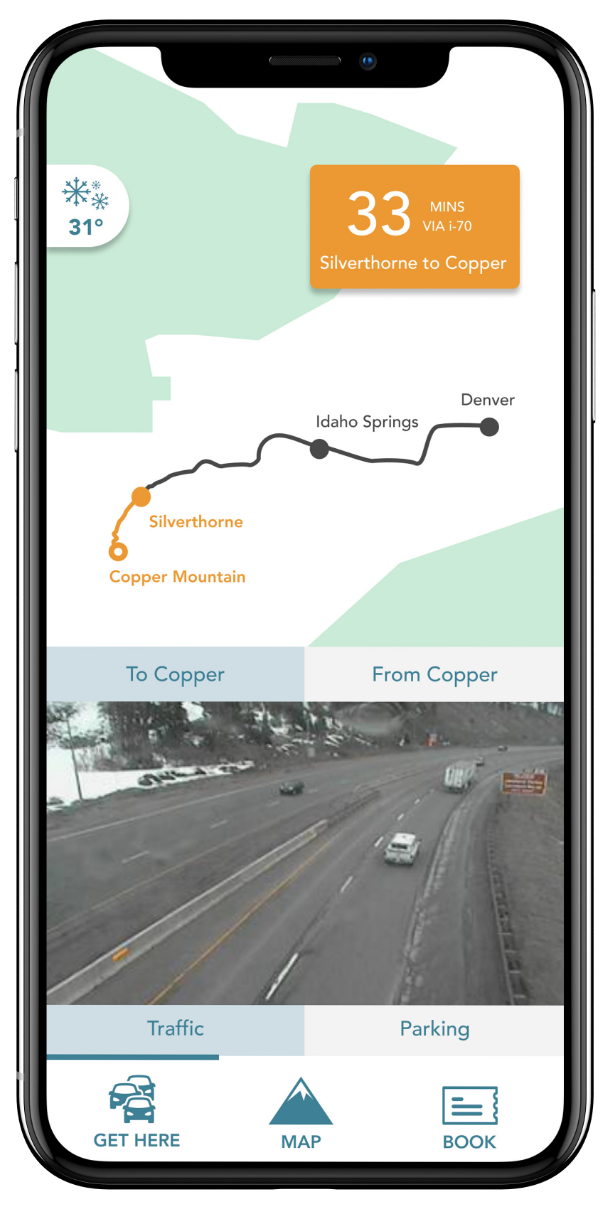 31°
33
MINS
VIA i-70
Silverthorne to Copper
Denver
Idaho Springs
Silverthorne
Copper Mountain
To Copper
From Copper
Traffic
Parking
GET HERE
MAP
BOOK